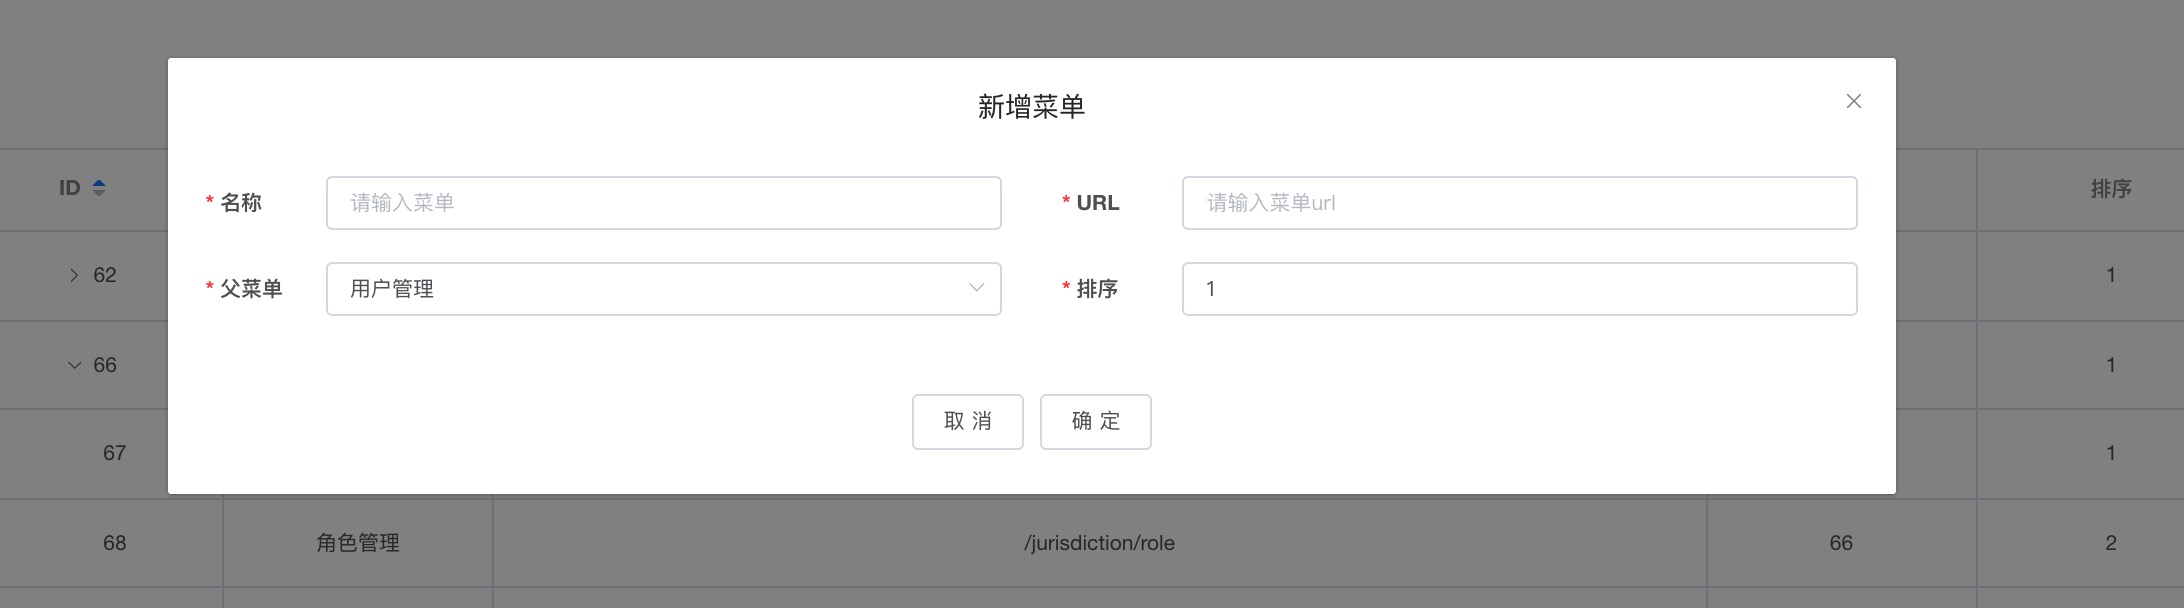 新增菜单
ID
排序
* 名称 请输入菜单
* URL 请输入菜单url
62
1
* 父菜单 用户管理
* 排序 1
66
1
取 消
确 定
67
1
68 角色管理 /jurisdiction/role 66 2